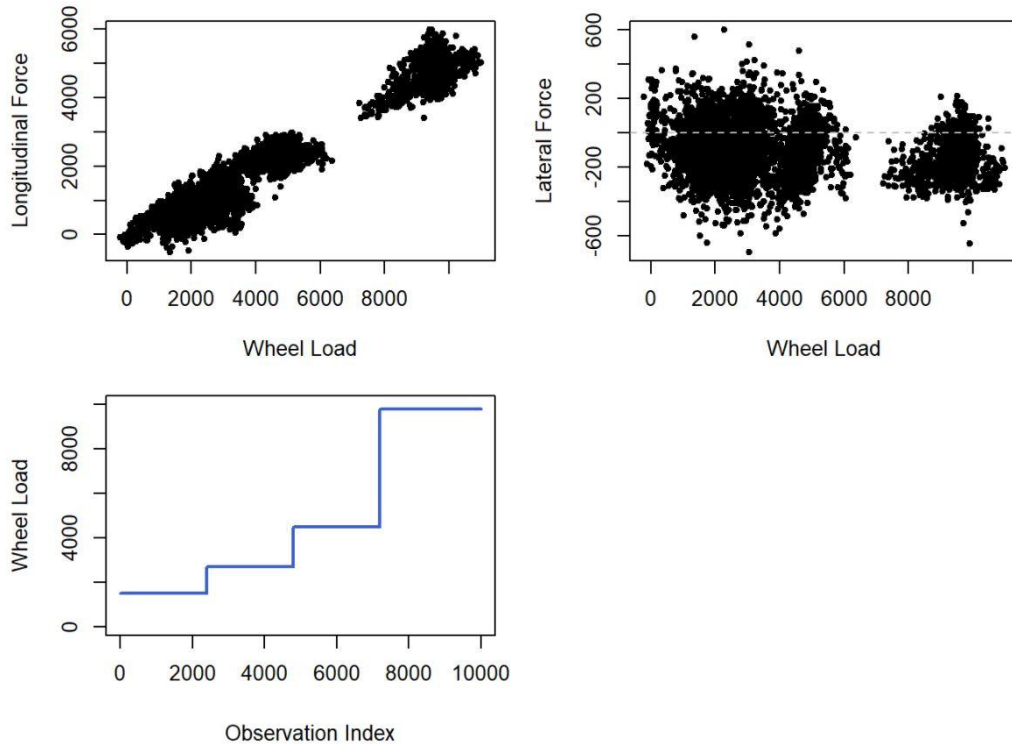 Longitudinal Force
6000
4000
2000
0
0 2000 4000 6000 8000
Wheel Load
Lateral Force
600
200
-200
-600
0 2000 4000 6000 8000
Wheel Load
Wheel Load
8000
4000
0
0 2000 4000 6000 8000 10000
Observation Index